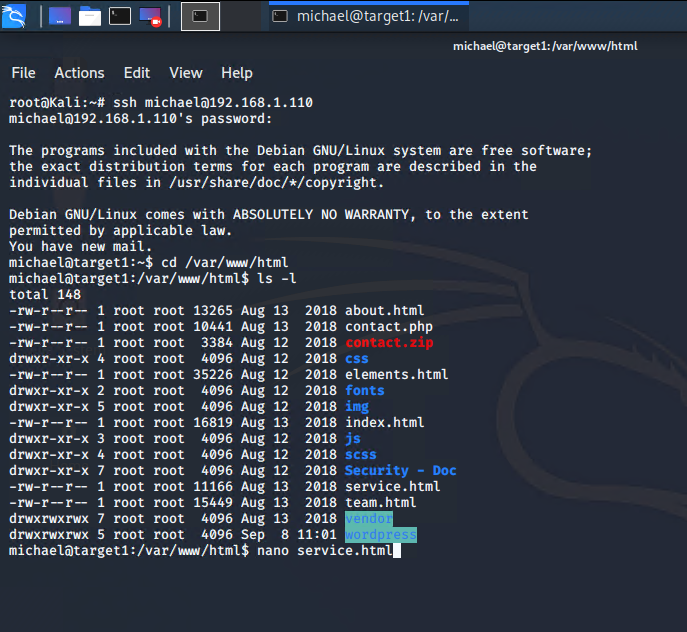 michael@target1: /var/...
michael@target1: /var/www/html
File Actions Edit View Help
root@Kali:~# ssh michael@192.168.1.110
michael@192.168.1.110's password:
The programs included with the Debian GNU/Linux system are free software;
the exact distribution terms for each program are described in the
individual files in /usr/share/doc/*/copyright.
Debian GNU/Linux comes with ABSOLUTELY NO WARRANTY, to the extent
permitted by applicable law.
You have new mail.
michael@target1:~$ cd /var/www/html
michael@target1:/var/www/html$ ls -l
total 148
-rw-r--r-- 1 root root 13265 Aug 13  2018 about.html
-rw-r--r-- 1 root root 10441 Aug 13  2018 contact.php
-rw-r--r-- 1 root root  3384 Aug 12  2018 contact.zip
drwxr-xr-x 4 root root  4096 Aug 12  2018 css
-rw-r--r-- 1 root root 35226 Aug 12  2018 elements.html
drwxr-xr-x 2 root root  4096 Aug 12  2018 fonts
drwxr-xr-x 5 root root  4096 Aug 12  2018 img
-rw-r--r-- 1 root root 16819 Aug 13  2018 index.html
drwxr-xr-x 3 root root  4096 Aug 12  2018 js
drwxr-xr-x 4 root root  4096 Aug 12  2018 scss
drwxr-xr-x 7 root root  4096 Aug 12  2018 Security - Doc
-rw-r--r-- 1 root root 11166 Aug 13  2018 service.html
-rw-r--r-- 1 root root 15449 Aug 13  2018 team.html
drwxrwxrwx 7 root root  4096 Aug 13  2018 vendor
drwxrwxrwx 5 root root  4096 Sep  8 11:01 wordpress
michael@target1:/var/www/html$ nano service.html